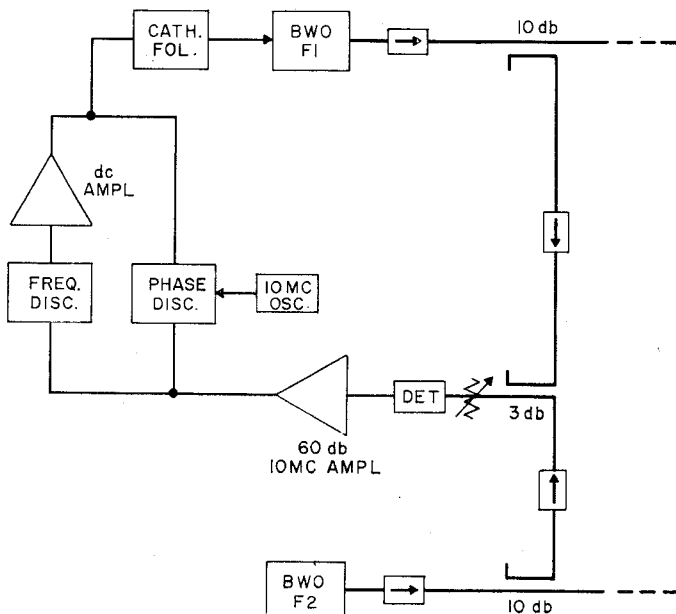 CATH.
FOL.
BWO
F1
10 db
dc
AMPL
FREQ.
DISC.
PHASE
DISC.
10MC
OSC.
DET
3 db
60 db
10MC AMPL
BWO
F2
10 db